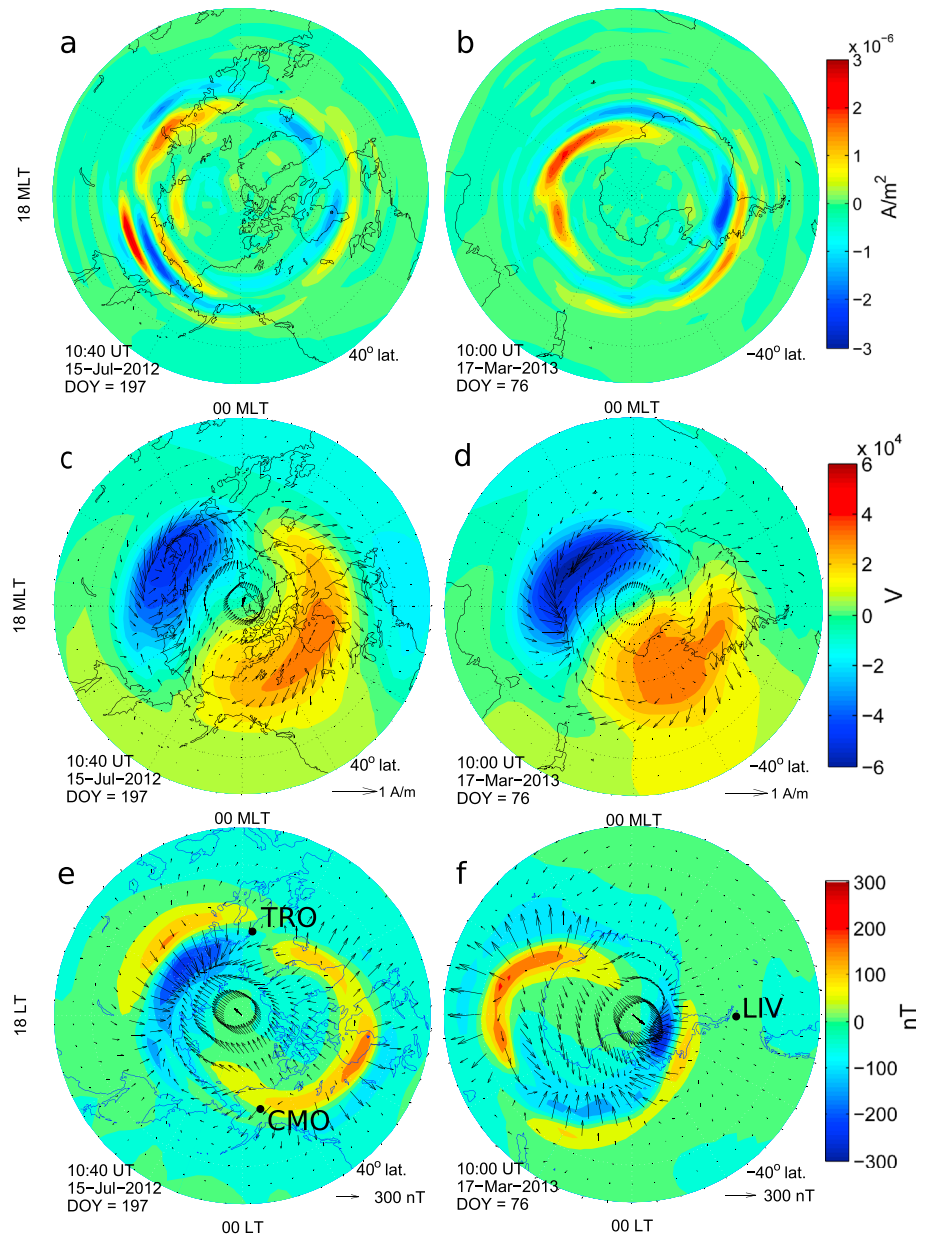 a
b
x 10⁻⁶
3
2
1
0
−1
−2
−3
A/m²
18 MLT
10:40 UT
15−Jul−2012
DOY = 197
40° lat.
10:00 UT
17−Mar−2013
DOY = 76
−40° lat.
00 MLT
00 MLT
c
d
x 10⁴
6
4
2
0
−2
−4
−6
V
18 MLT
10:40 UT
15−Jul−2012
DOY = 197
40° lat.
1 A/m
10:00 UT
17−Mar−2013
DOY = 76
−40° lat.
1 A/m
00 MLT
00 MLT
e
f
TRO
CMO
LIV
300
200
100
0
−100
−200
−300
nT
18 LT
10:40 UT
15−Jul−2012
DOY = 197
40° lat.
300 nT
10:00 UT
17−Mar−2013
DOY = 76
−40° lat.
300 nT
00 LT
00 LT